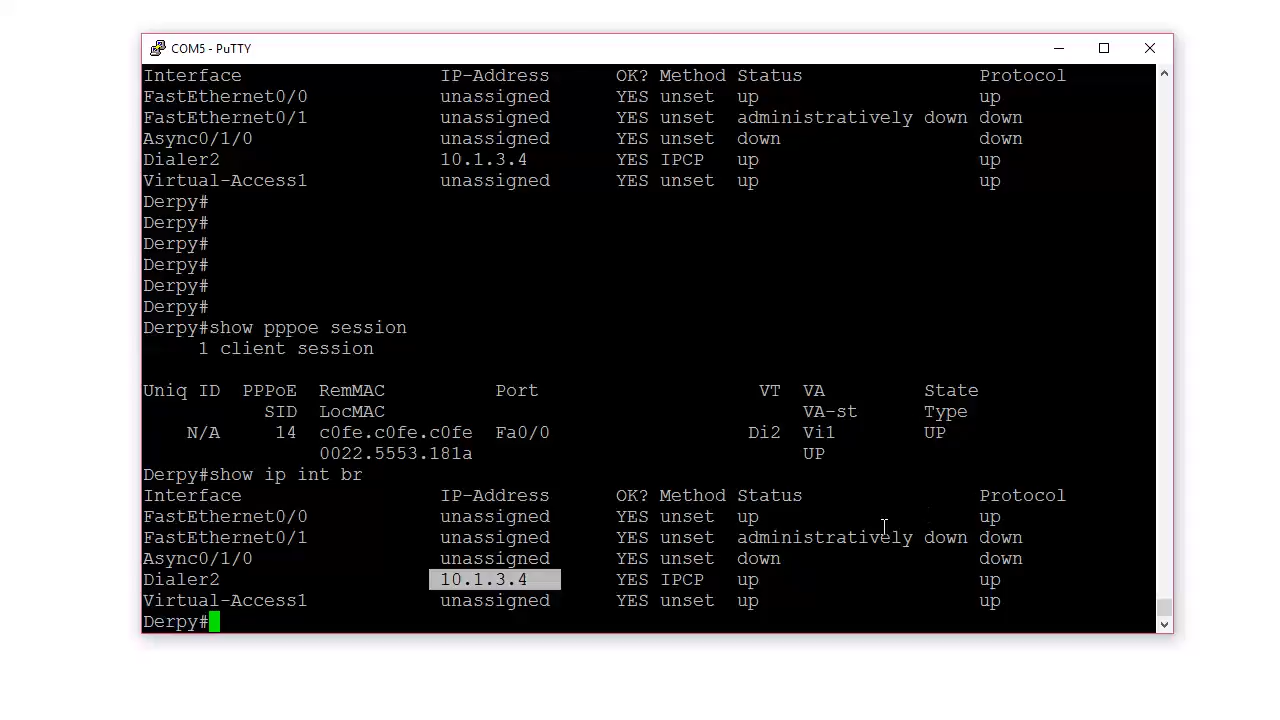 COM5 - PuTTY
Interface IP-Address OK? Method Status Protocol
FastEthernet0/0 unassigned YES unset up up
FastEthernet0/1 unassigned YES unset administratively down down
Async0/1/0 unassigned YES unset down down
Dialer2 10.1.3.4 YES IPCP up up
Virtual-Access1 unassigned YES unset up up
Derpy#
Derpy#
Derpy#
Derpy#
Derpy#
Derpy#
Derpy#show pppoe session
1 client session
Uniq ID PPPoE RemMAC Port VT VA State
SID LocMAC VA-st Type
N/A 14 c0fe.c0fe.c0fe Fa0/0 Di2 Vi1 UP
0022.5553.181a UP
Derpy#show ip int br
Interface IP-Address OK? Method Status Protocol
FastEthernet0/0 unassigned YES unset up up
FastEthernet0/1 unassigned YES unset administratively down down
Async0/1/0 unassigned YES unset down down
Dialer2 10.1.3.4 YES IPCP up up
Virtual-Access1 unassigned YES unset up up
Derpy#